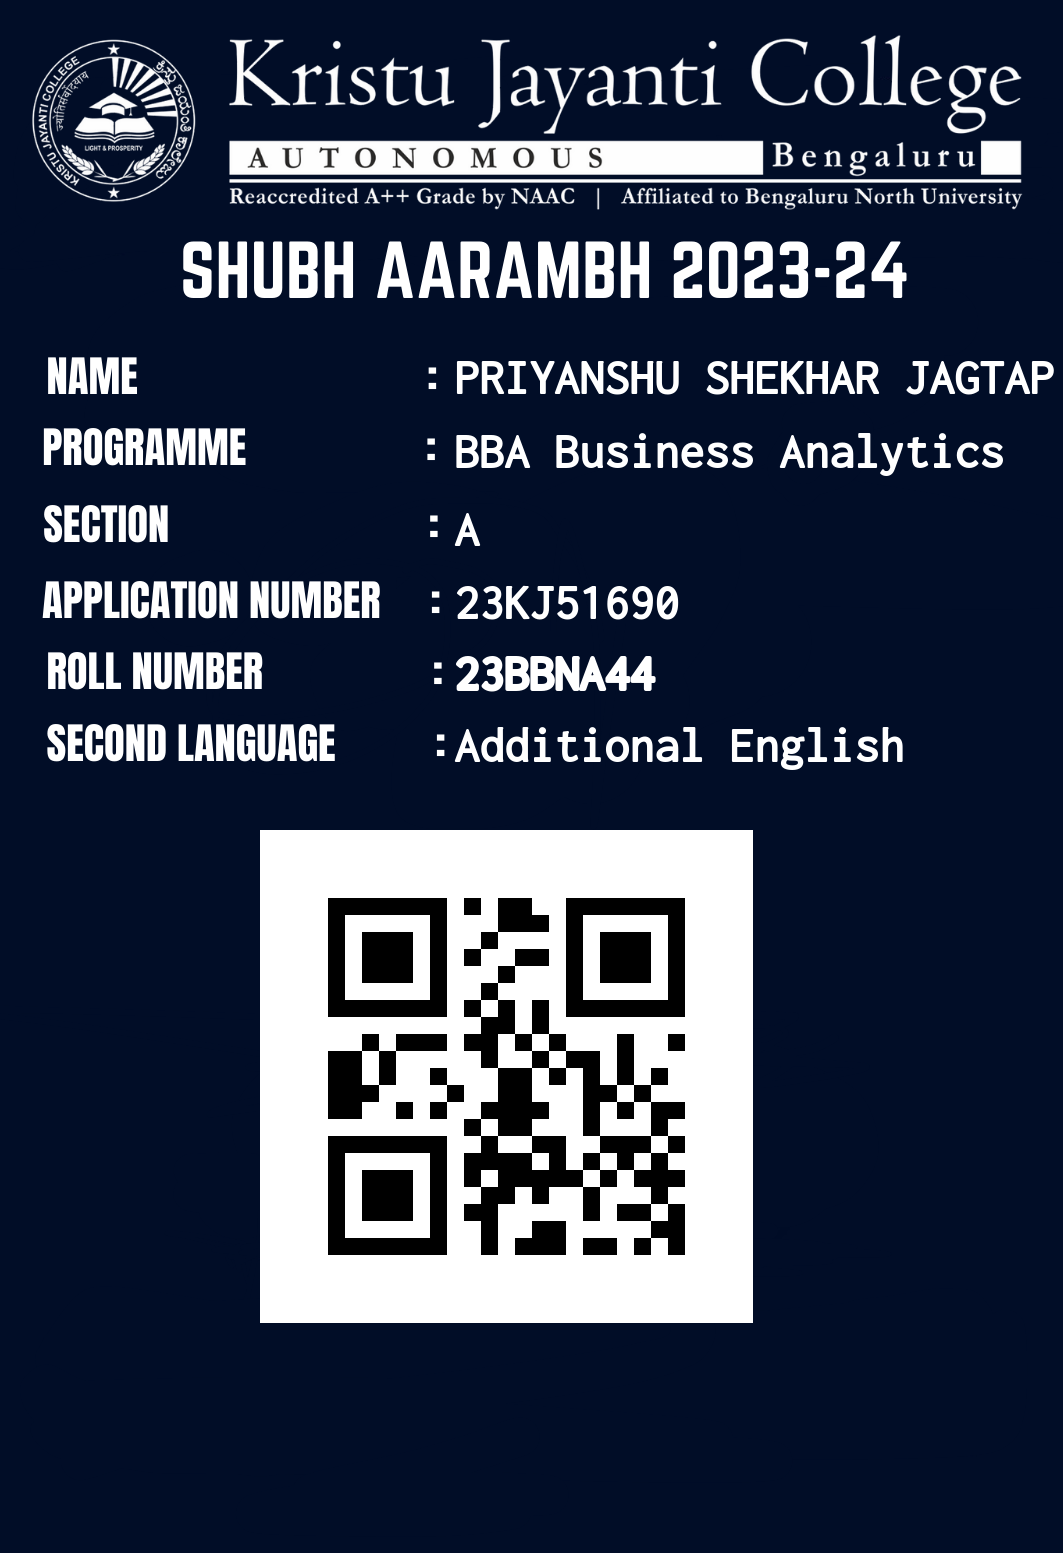 Kristu Jayanti College
AUTONOMOUS Bengaluru
Reaccredited A++ Grade by NAAC | Affiliated to Bengaluru North University
KRISTU JAYANTI COLLEGE
LIGHT & PROSPERITY
SHUBH AARAMBH 2023-24
NAME : PRIYANSHU SHEKHAR JAGTAP
PROGRAMME : BBA Business Analytics
SECTION : A
APPLICATION NUMBER : 23KJ51690
ROLL NUMBER : 23BBNA44
SECOND LANGUAGE : Additional English